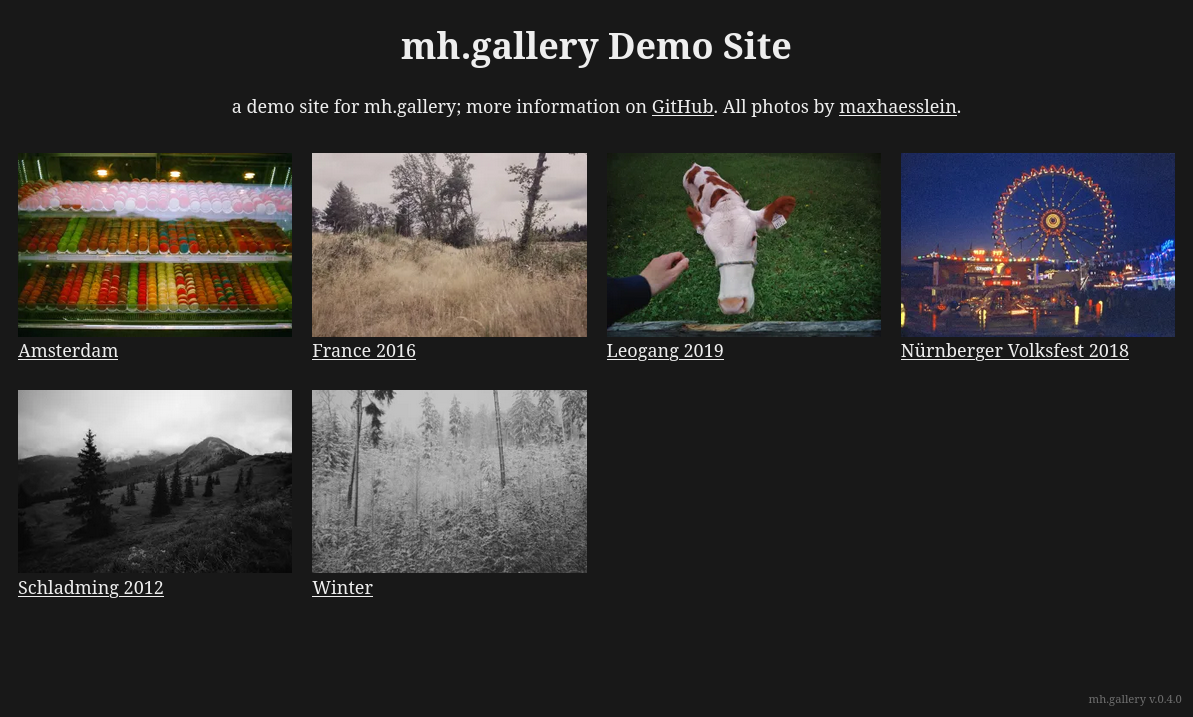 mh.gallery Demo Site
a demo site for mh.gallery; more information on GitHub. All photos by maxhaesslein.
Amsterdam
France 2016
Leogang 2019
Nürnberger Volksfest 2018
Schladming 2012
Winter
mh.gallery v.0.4.0